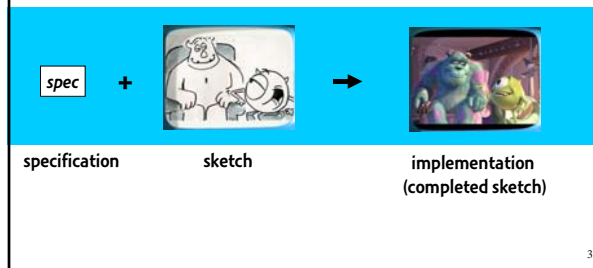 spec + →
specification sketch implementation
(completed sketch)
3